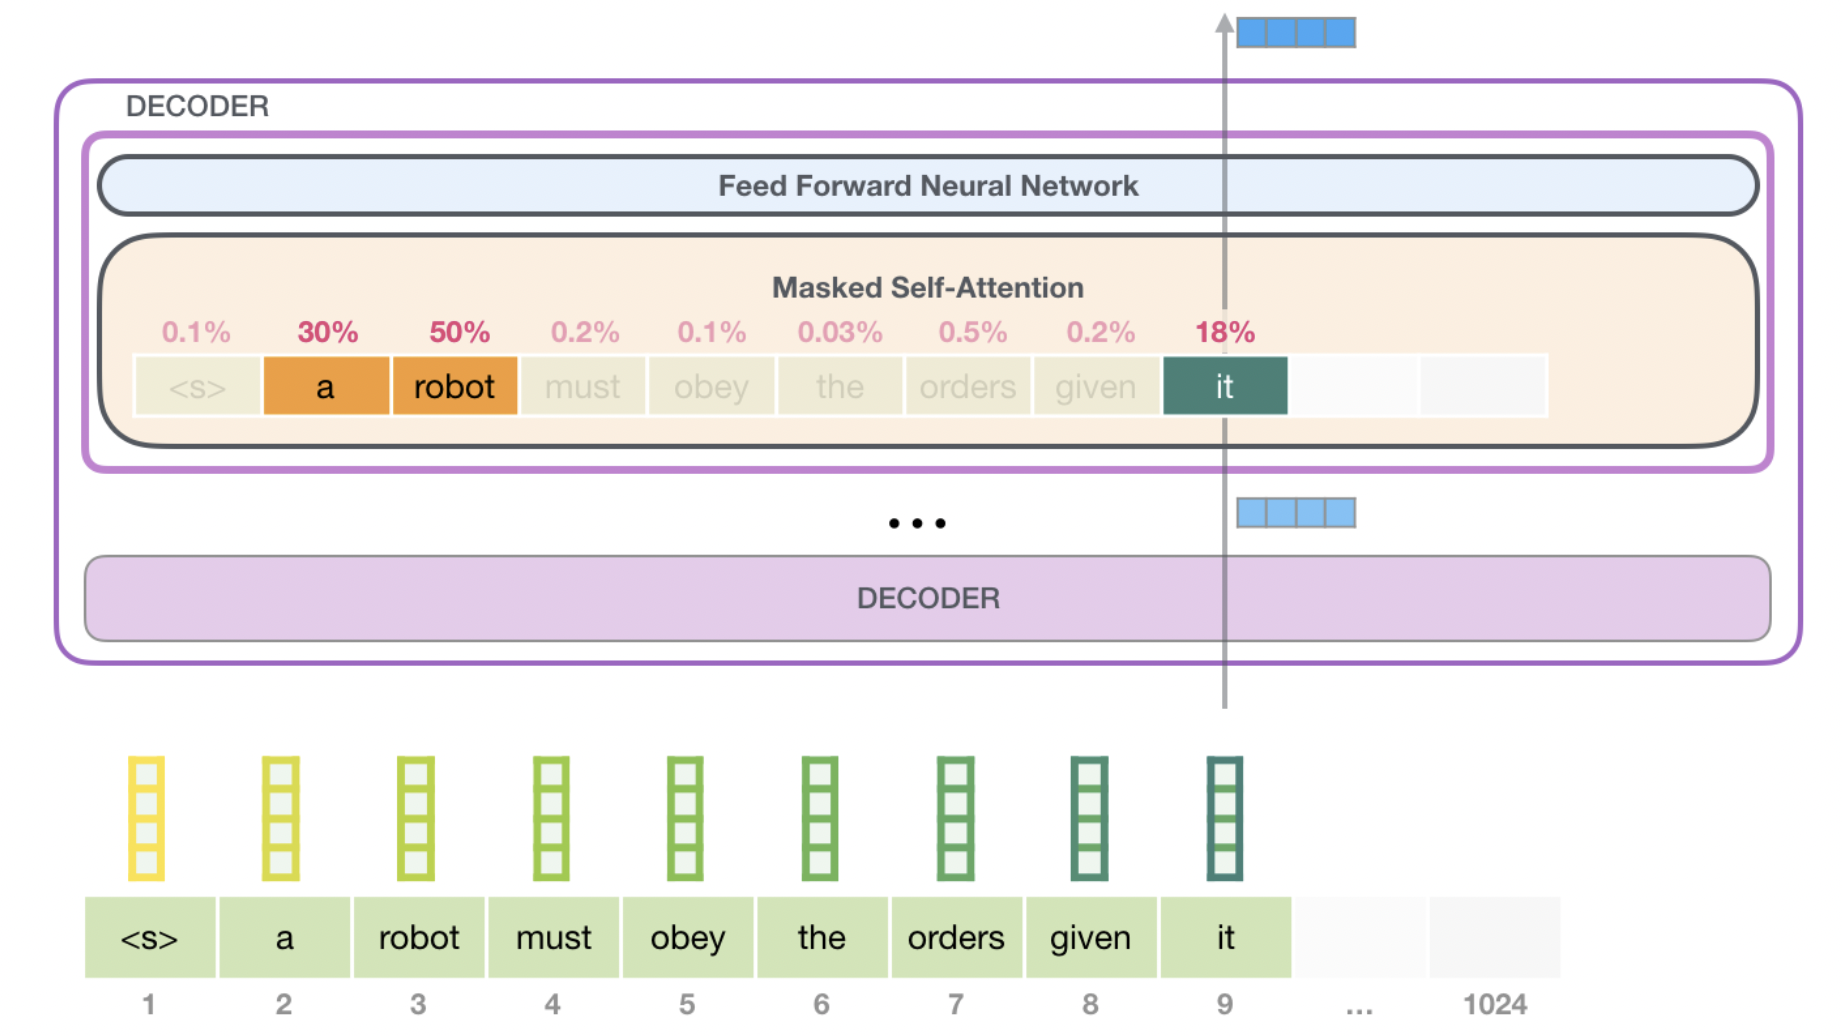 DECODER
Feed Forward Neural Network
Masked Self-Attention
0.1% 30% 50% 0.2% 0.1% 0.03% 0.5% 0.2% 18%
<s> a robot must obey the orders given it
...
DECODER
<s> a robot must obey the orders given it
1 2 3 4 5 6 7 8 9 ... 1024